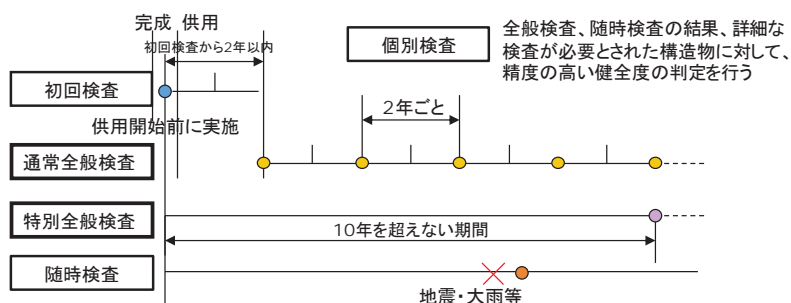 完成 供用
初回検査から2年以内
個別検査
全般検査、随時検査の結果、詳細な
検査が必要とされた構造物に対して、
精度の高い健全度の判定を行う
初回検査
供用開始前に実施
2年ごと
通常全般検査
特別全般検査
10年を超えない期間
随時検査
地震・大雨等